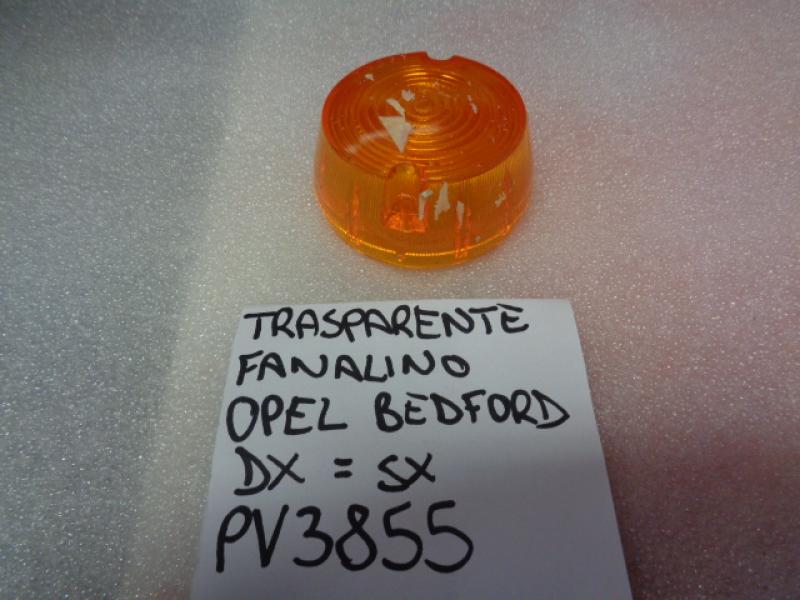 TRASPARENTE
FANALINO
OPEL BEDFORD
DX = SX
PV3855